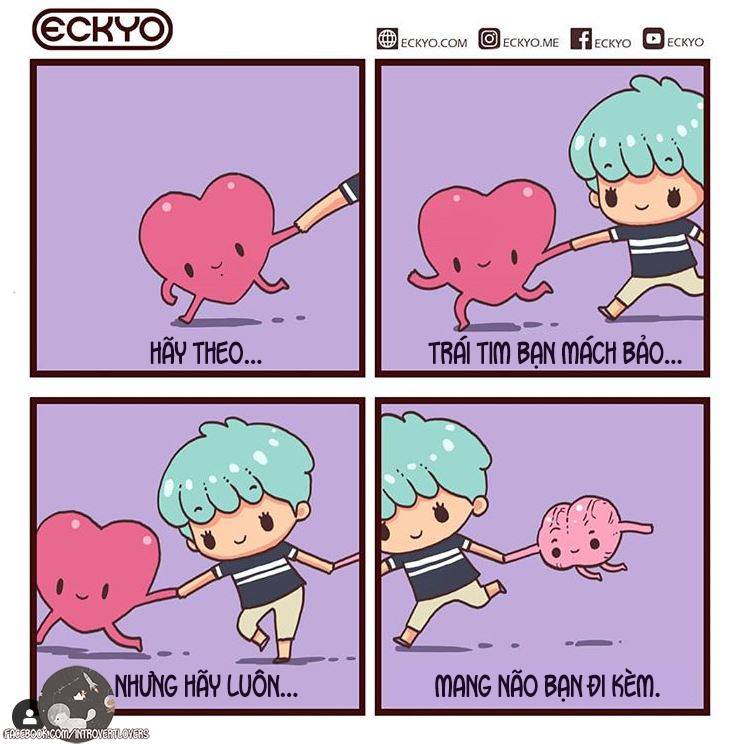 ECKYO
ECKYO.COM ECKYO.ME ECKYO ECKYO
HÃY THEO...
TRÁI TIM BẠN MÁCH BẢO...
NHƯNG HÃY LUÔN...
MANG NÃO BẠN ĐI KÈM.
FACEBOOK.COM/INTROVERTLOVERS